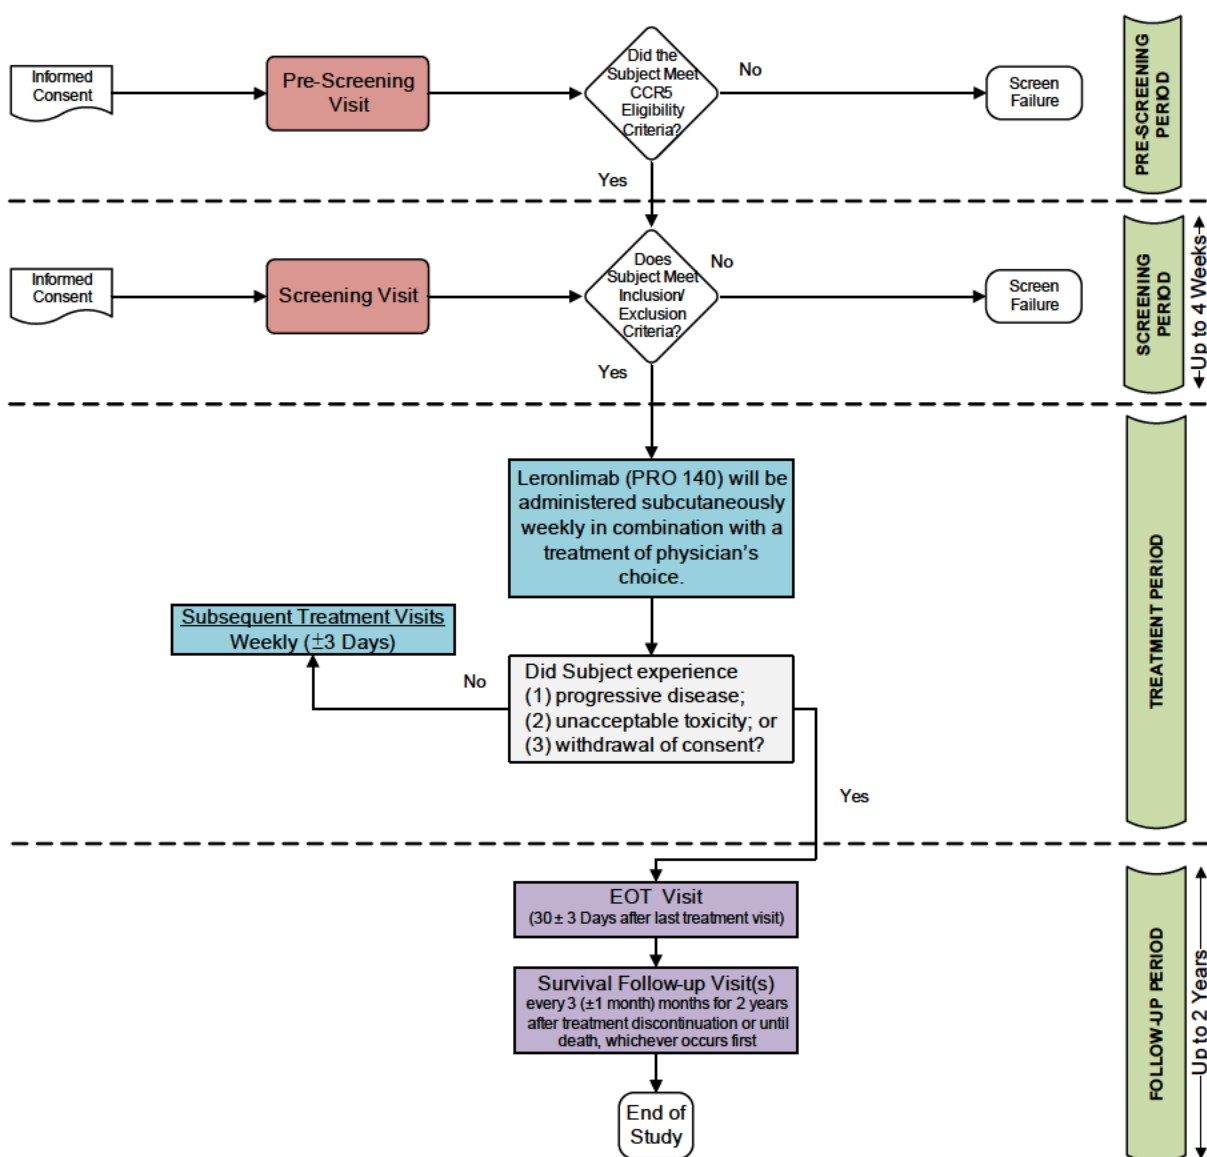 Informed
Consent
Pre-Screening
Visit
Did the
Subject Meet
CCR5
Eligibility
Criteria?
No
Screen
Failure
Yes
PRE-SCREENING
PERIOD
Informed
Consent
Screening Visit
Does
Subject Meet
Inclusion/
Exclusion
Criteria?
No
Screen
Failure
Yes
SCREENING
PERIOD
Up to 4 Weeks
Leronlimab (PRO 140) will be
administered subcutaneously
weekly in combination with a
treatment of physician's
choice.
Subsequent Treatment Visits
Weekly (±3 Days)
No
Did Subject experience
(1) progressive disease;
(2) unacceptable toxicity; or
(3) withdrawal of consent?
Yes
TREATMENT PERIOD
EOT Visit
(30 ± 3 Days after last treatment visit)
Survival Follow-up Visit(s)
every 3 (±1 month) months for 2 years
after treatment discontinuation or until
death, whichever occurs first
End of
Study
FOLLOW-UP PERIOD
Up to 2 Years